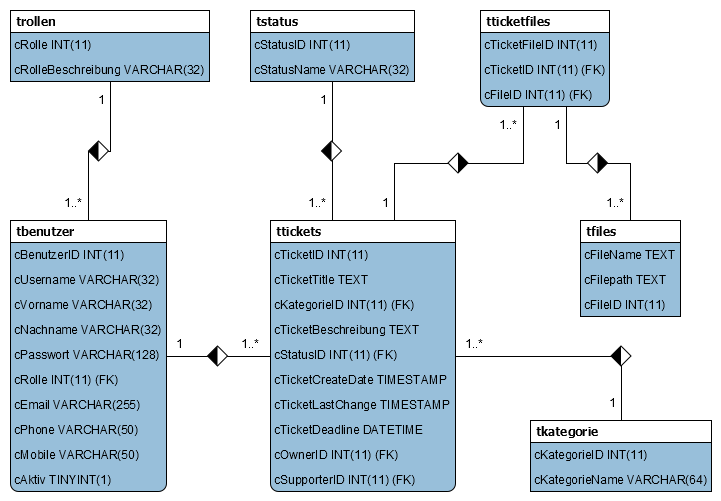 trollen
cRolle INT(11)
cRolleBeschreibung VARCHAR(32)
tstatus
cStatusID INT(11)
cStatusName VARCHAR(32)
tticketfiles
cTicketFileID INT(11)
cTicketID INT(11) (FK)
cFileID INT(11) (FK)
1
1
1..*
1
1..*
1..*
1
1..*
tbenutzer
cBenutzerID INT(11)
cUsername VARCHAR(32)
cVorname VARCHAR(32)
cNachname VARCHAR(32)
cPasswort VARCHAR(128)
cRolle INT(11) (FK)
cEmail VARCHAR(255)
cPhone VARCHAR(50)
cMobile VARCHAR(50)
cAktiv TINYINT(1)
1
1..*
ttickets
cTicketID INT(11)
cTicketTitle TEXT
cKategorieID INT(11) (FK)
cTicketBeschreibung TEXT
cStatusID INT(11) (FK)
cTicketCreateDate TIMESTAMP
cTicketLastChange TIMESTAMP
cTicketDeadline DATETIME
cOwnerID INT(11) (FK)
cSupporterID INT(11) (FK)
tfiles
cFileName TEXT
cFilepath TEXT
cFileID INT(11)
1..*
1
tkategorie
cKategorieID INT(11)
cKategorieName VARCHAR(64)